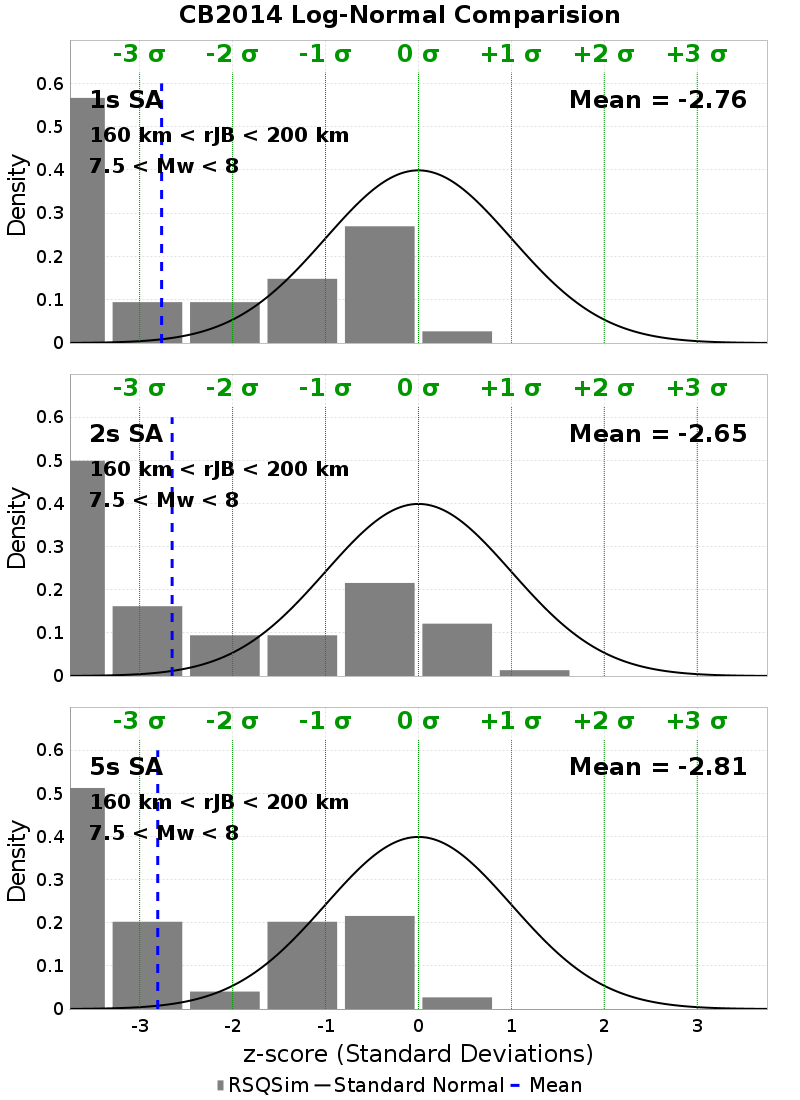 CB2014 Log-Normal Comparision
-3 σ -2 σ -1 σ 0 σ +1 σ +2 σ +3 σ
1s SA
Mean = -2.76
160 km < rJB < 200 km
7.5 < Mw < 8
0.6
0.5
0.4
0.3
0.2
0.1
0
Density
-3 σ -2 σ -1 σ 0 σ +1 σ +2 σ +3 σ
2s SA
Mean = -2.65
160 km < rJB < 200 km
7.5 < Mw < 8
0.6
0.5
0.4
0.3
0.2
0.1
0
Density
-3 σ -2 σ -1 σ 0 σ +1 σ +2 σ +3 σ
5s SA
Mean = -2.81
160 km < rJB < 200 km
7.5 < Mw < 8
0.6
0.5
0.4
0.3
0.2
0.1
0
Density
-3 -2 -1 0 1 2 3
z-score (Standard Deviations)
RSQSim Standard Normal Mean